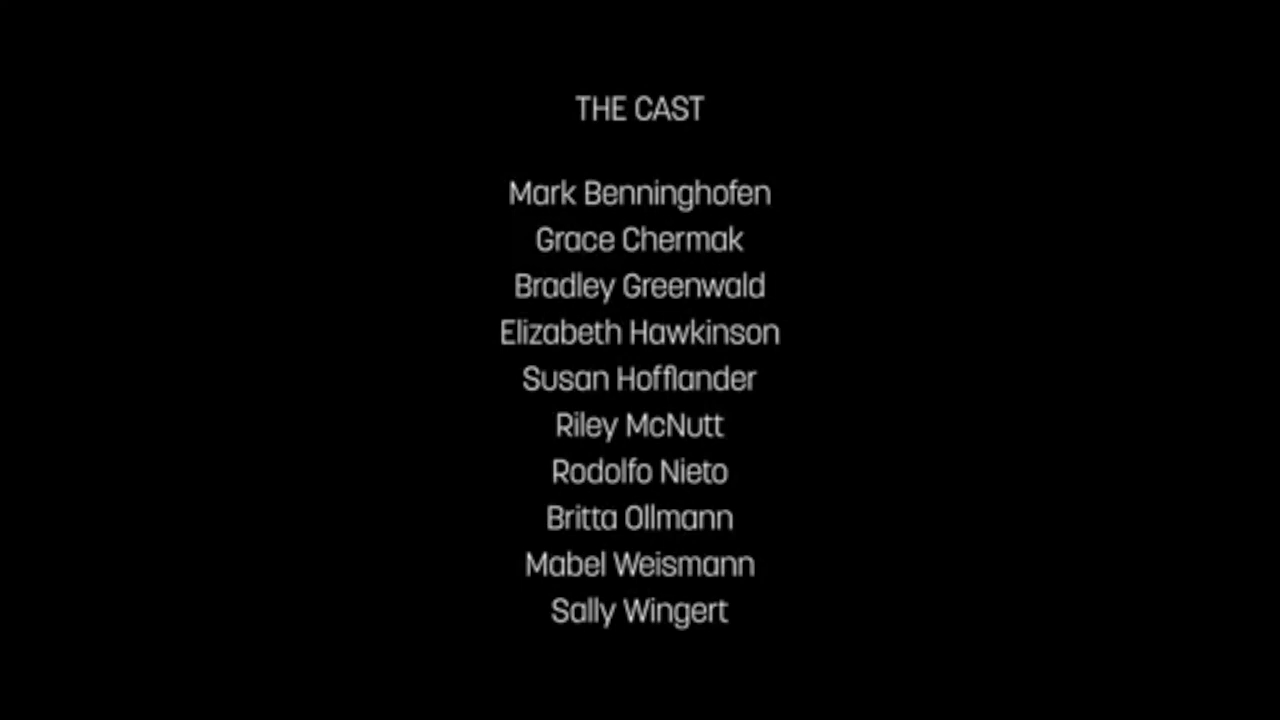 THE CAST
Mark Benninghofen
Grace Chermak
Bradley Greenwald
Elizabeth Hawkinson
Susan Hofflander
Riley McNutt
Rodolfo Nieto
Britta Ollmann
Mabel Weismann
Sally Wingert